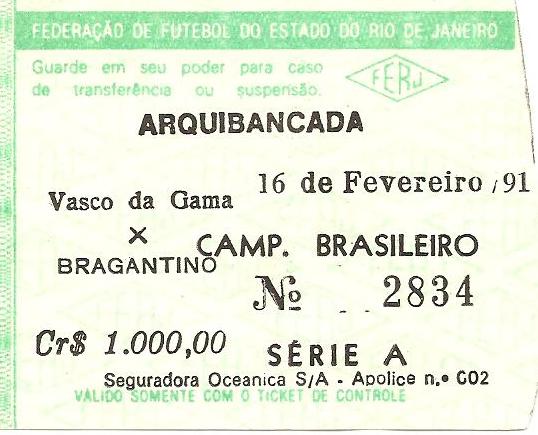 FEDERAÇÃO DE FUTEBOL DO ESTADO DO RIO DE JANEIRO
Guarde em seu poder para caso
de transferência ou suspensão.
FERJ
ARQUIBANCADA
16 de Fevereiro /91
Vasco da Gama
X
CAMP. BRASILEIRO
BRAGANTINO
Nº 2834
Cr$ 1.000,00
SÉRIE A
Seguradora Oceanica S/A - Apolice n.º 002
VÁLIDO SOMENTE COM O TICKET DE CONTROLE